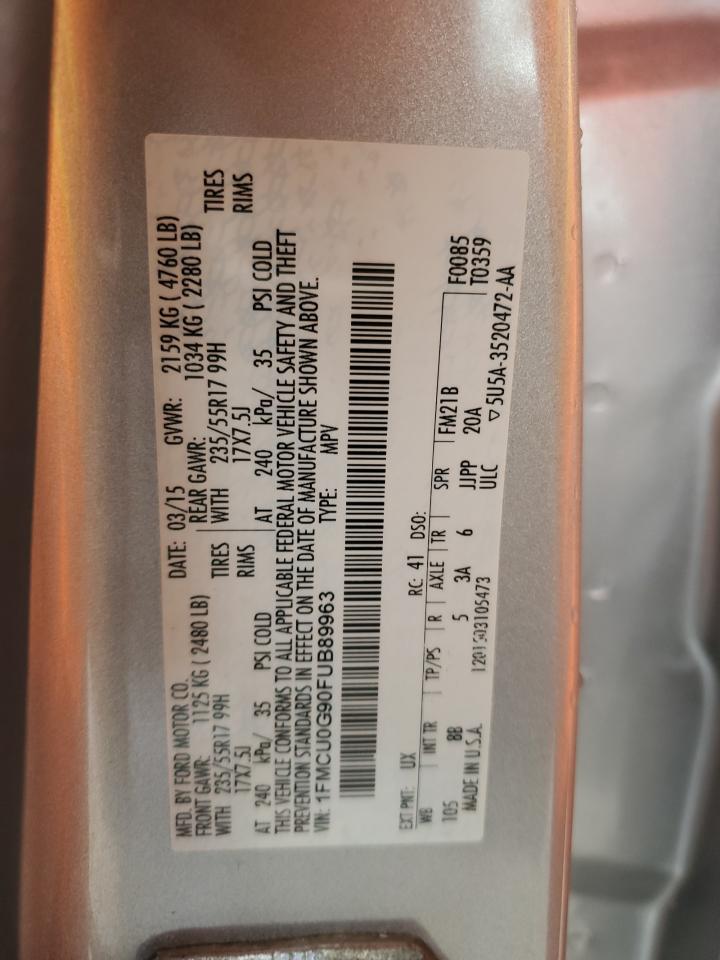 MFD. BY FORD MOTOR CO. DATE: 03/15 GVWR: 2159 KG ( 4760 LB)
FRONT GAWR: 1125 KG ( 2480 LB) REAR GAWR: 1034 KG ( 2280 LB)
WITH 235/55R17 99H TIRES WITH 235/55R17 99H TIRES
17X7.5J RIMS 17X7.5J RIMS
AT 240 kPa/ 35 PSI COLD AT 240 kPa/ 35 PSI COLD
THIS VEHICLE CONFORMS TO ALL APPLICABLE FEDERAL MOTOR VEHICLE SAFETY AND THEFT
PREVENTION STANDARDS IN EFFECT ON THE DATE OF MANUFACTURE SHOWN ABOVE.
VIN: 1FMCU0G90FUB89963 TYPE: MPV
EXT PNT: UX RC: 41 DSO:
WB INT TR TP/PS R AXLE TR SPR FM21B F0085
105 8B 5 3A 6 JJPP 20A T0359
MADE IN U.S.A. 1201503105473 ULC ▽5U5A-3520472-AA